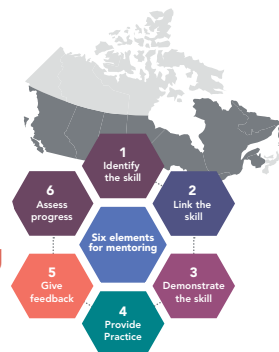 1
Identify
the skill
6
Assess
progress
2
Link the
skill
Six elements
for mentoring
5
Give
feedback
3
Demonstrate
the skill
4
Provide
Practice